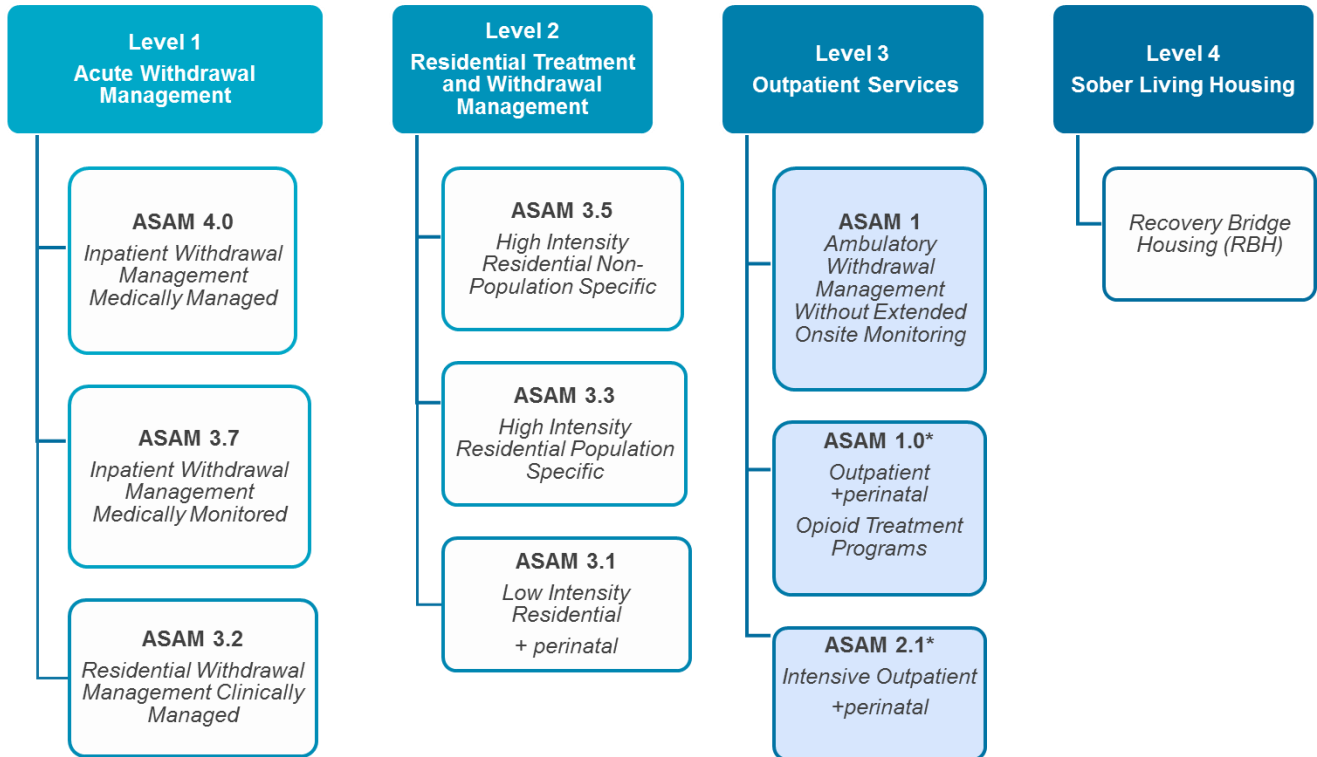 Level 1
Acute Withdrawal
Management
ASAM 4.0
Inpatient Withdrawal
Management
Medically Managed
ASAM 3.7
Inpatient Withdrawal
Management
Medically Monitored
ASAM 3.2
Residential Withdrawal
Management Clinically
Managed
Level 2
Residential Treatment
and Withdrawal
Management
ASAM 3.5
High Intensity
Residential Non-
Population Specific
ASAM 3.3
High Intensity
Residential Population
Specific
ASAM 3.1
Low Intensity
Residential
+ perinatal
Level 3
Outpatient Services
ASAM 1
Ambulatory
Withdrawal
Management
Without Extended
Onsite Monitoring
ASAM 1.0*
Outpatient
+perinatal
Opioid Treatment
Programs
ASAM 2.1*
Intensive Outpatient
+perinatal
Level 4
Sober Living Housing
Recovery Bridge
Housing (RBH)